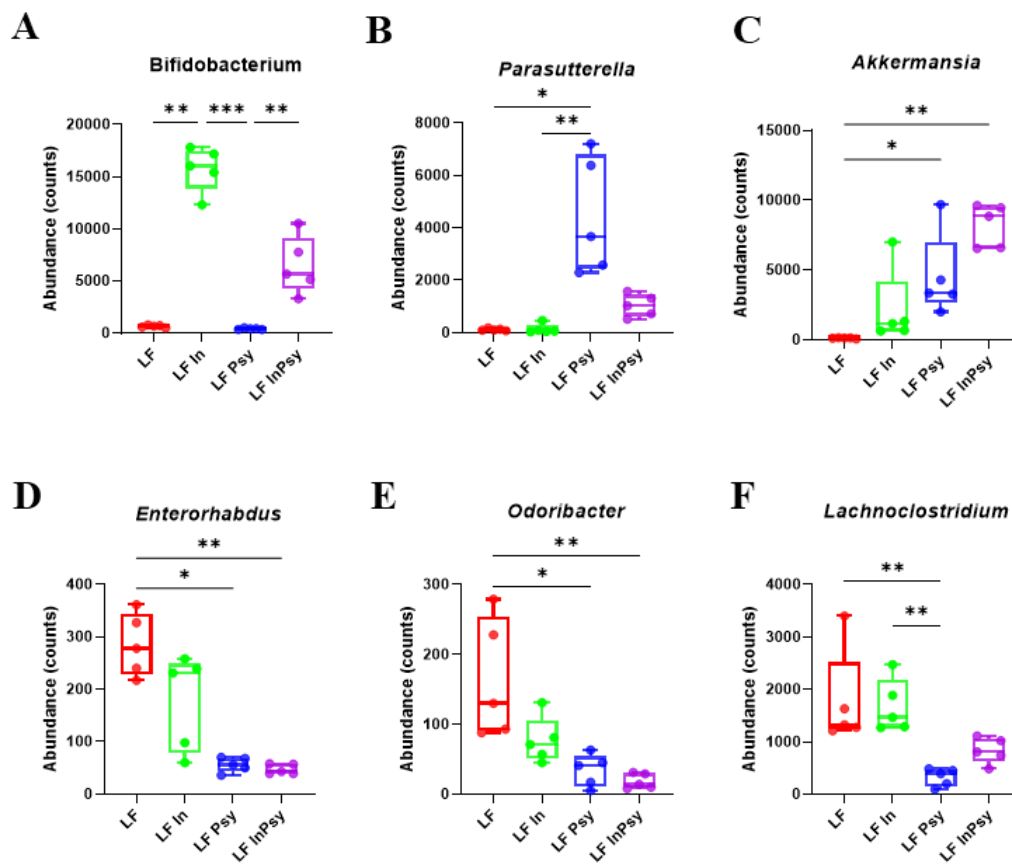 A
Bifidobacterium
** *** **
Abundance (counts)
20000
15000
10000
5000
0
LF
LF In
LF Psy
LF InPsy
B
Parasutterella
*
**
Abundance (counts)
8000
6000
4000
2000
0
LF
LF In
LF Psy
LF InPsy
C
Akkermansia
**
*
Abundance (counts)
15000
10000
5000
0
LF
LF In
LF Psy
LF InPsy
D
Enterorhabdus
**
*
Abundance (counts)
400
300
200
100
0
LF
LF In
LF Psy
LF InPsy
E
Odoribacter
**
*
Abundance (counts)
300
200
100
0
LF
LF In
LF Psy
LF InPsy
F
Lachnoclostridium
**
**
Abundance (counts)
4000
3000
2000
1000
0
LF
LF In
LF Psy
LF InPsy